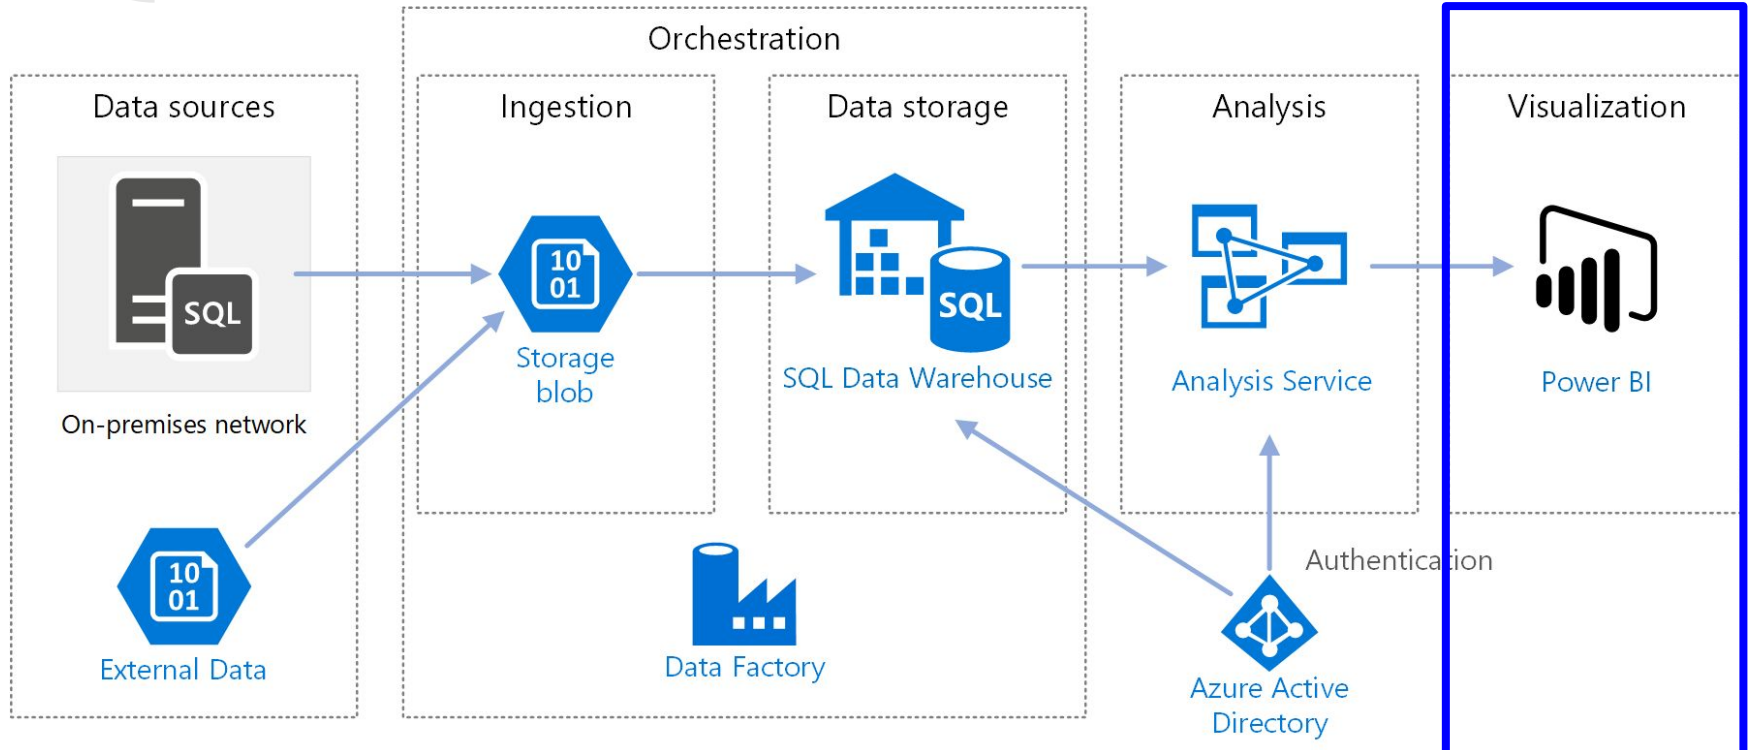 Orchestration
Data sources
Ingestion
Data storage
Analysis
Visualization
SQL
10
01
SQL
Storage
blob
SQL Data Warehouse
Analysis Service
Power BI
On-premises network
10
01
External Data
Data Factory
Authentication
Azure Active
Directory